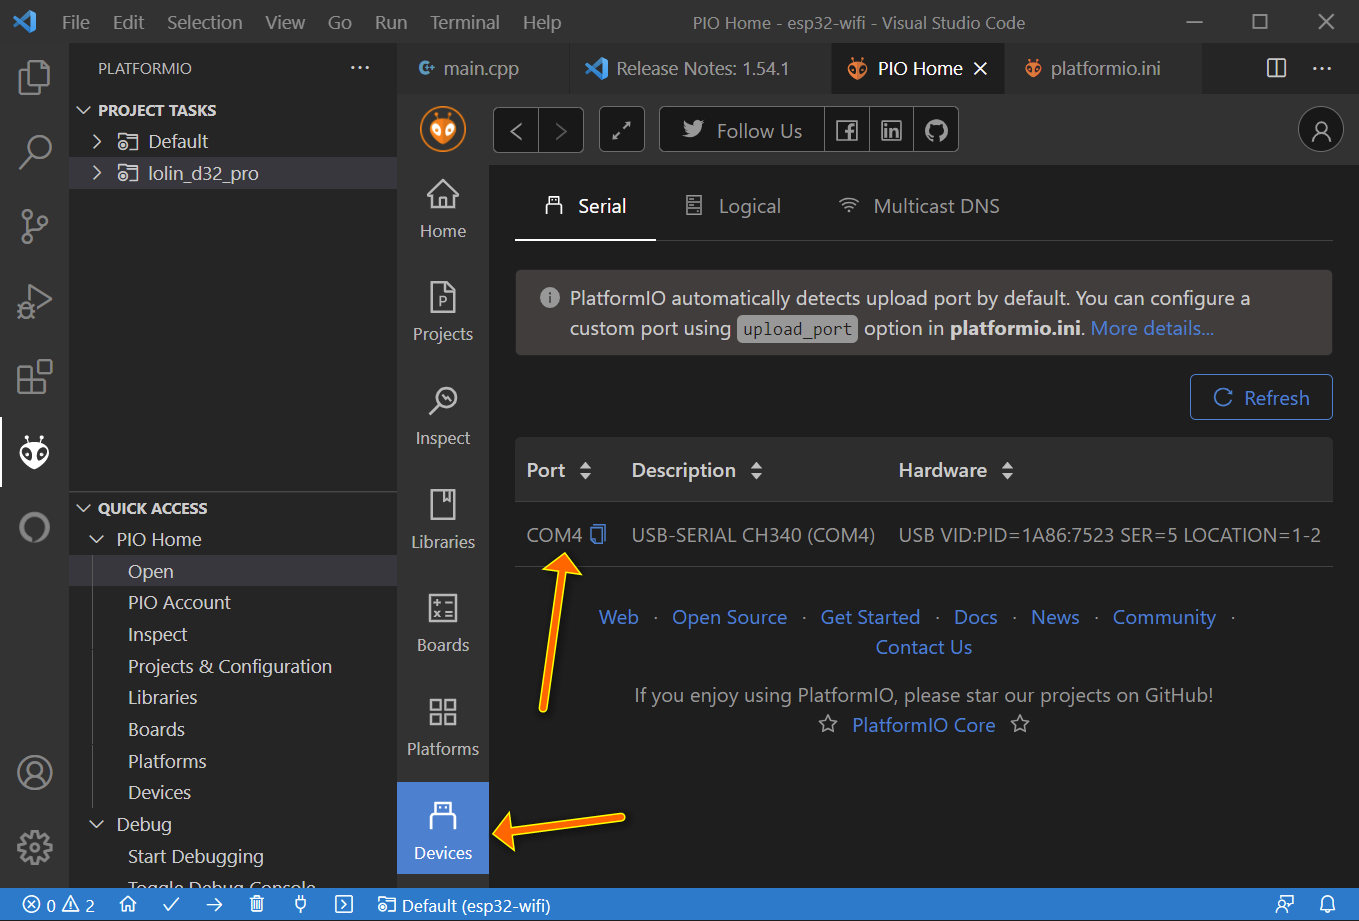 File Edit Selection View Go Run Terminal Help PIO Home - esp32-wifi - Visual Studio Code
PLATFORMIO ···
PROJECT TASKS
Default
lolin_d32_pro
QUICK ACCESS
PIO Home
Open
PIO Account
Inspect
Projects & Configuration
Libraries
Boards
Platforms
Devices
Debug
Start Debugging
Toggle Debug Console
main.cpp Release Notes: 1.54.1 PIO Home platformio.ini
Follow Us
Home
Projects
Inspect
Libraries
Boards
Platforms
Devices
Serial Logical Multicast DNS
PlatformIO automatically detects upload port by default. You can configure a
custom port using upload_port option in platformio.ini. More details...
Refresh
Port Description Hardware
COM4 USB-SERIAL CH340 (COM4) USB VID:PID=1A86:7523 SER=5 LOCATION=1-2
Web · Open Source · Get Started · Docs · News · Community ·
Contact Us
If you enjoy using PlatformIO, please star our projects on GitHub!
PlatformIO Core
0 2 Default (esp32-wifi)